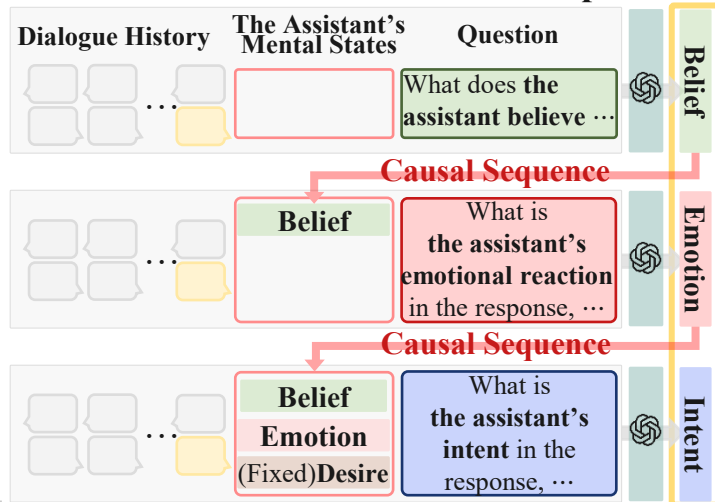 Dialogue History
The Assistant's
Mental States
Question
What does the
assistant believe ···
Belief
Causal Sequence
Belief
What is
the assistant's
emotional reaction
in the response, ···
Emotion
Causal Sequence
Belief
Emotion
(Fixed)Desire
What is
the assistant's
intent in the
response, ···
Intent